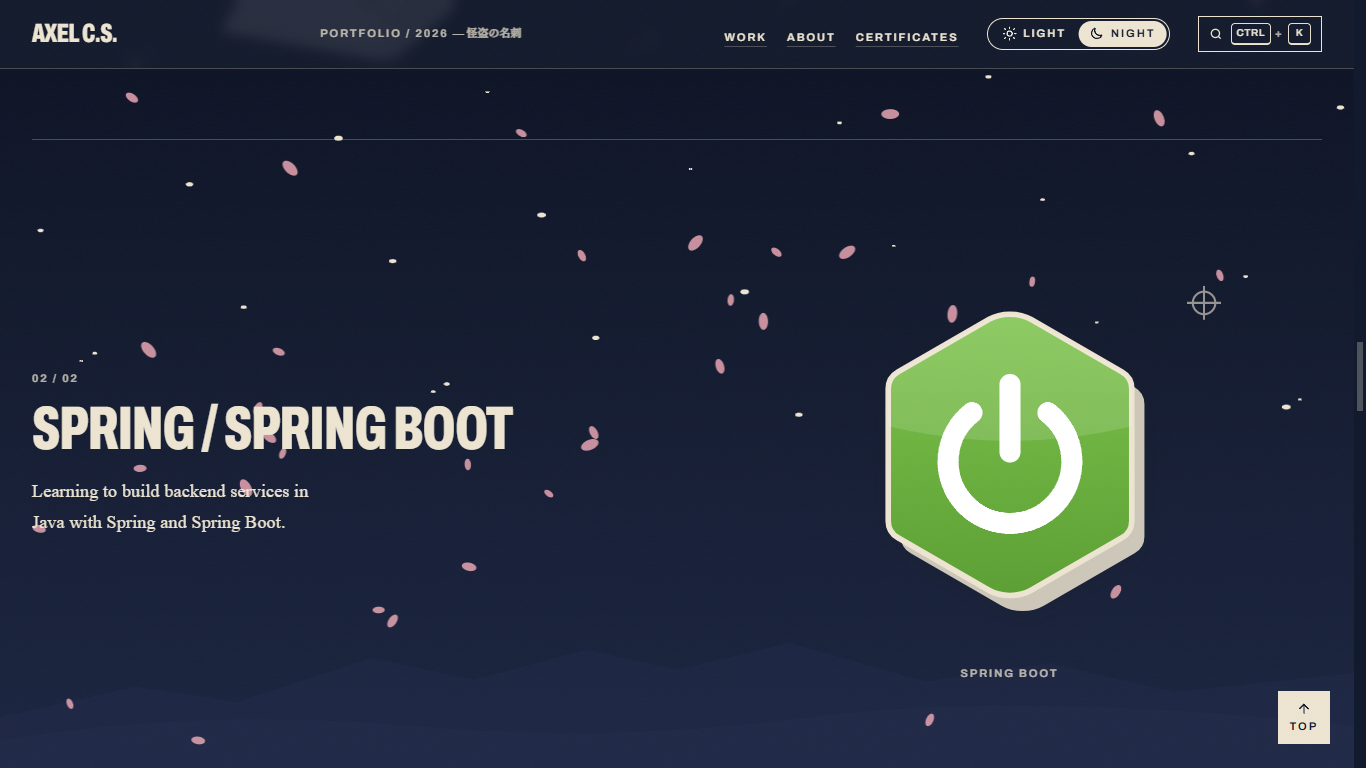 AXEL C.S.
PORTFOLIO / 2026 — 怪盗の名刺
WORK
ABOUT
CERTIFICATES
LIGHT
NIGHT
CTRL + K
02 / 02
SPRING / SPRING BOOT
Learning to build backend services in
Java with Spring and Spring Boot.
SPRING BOOT
TOP